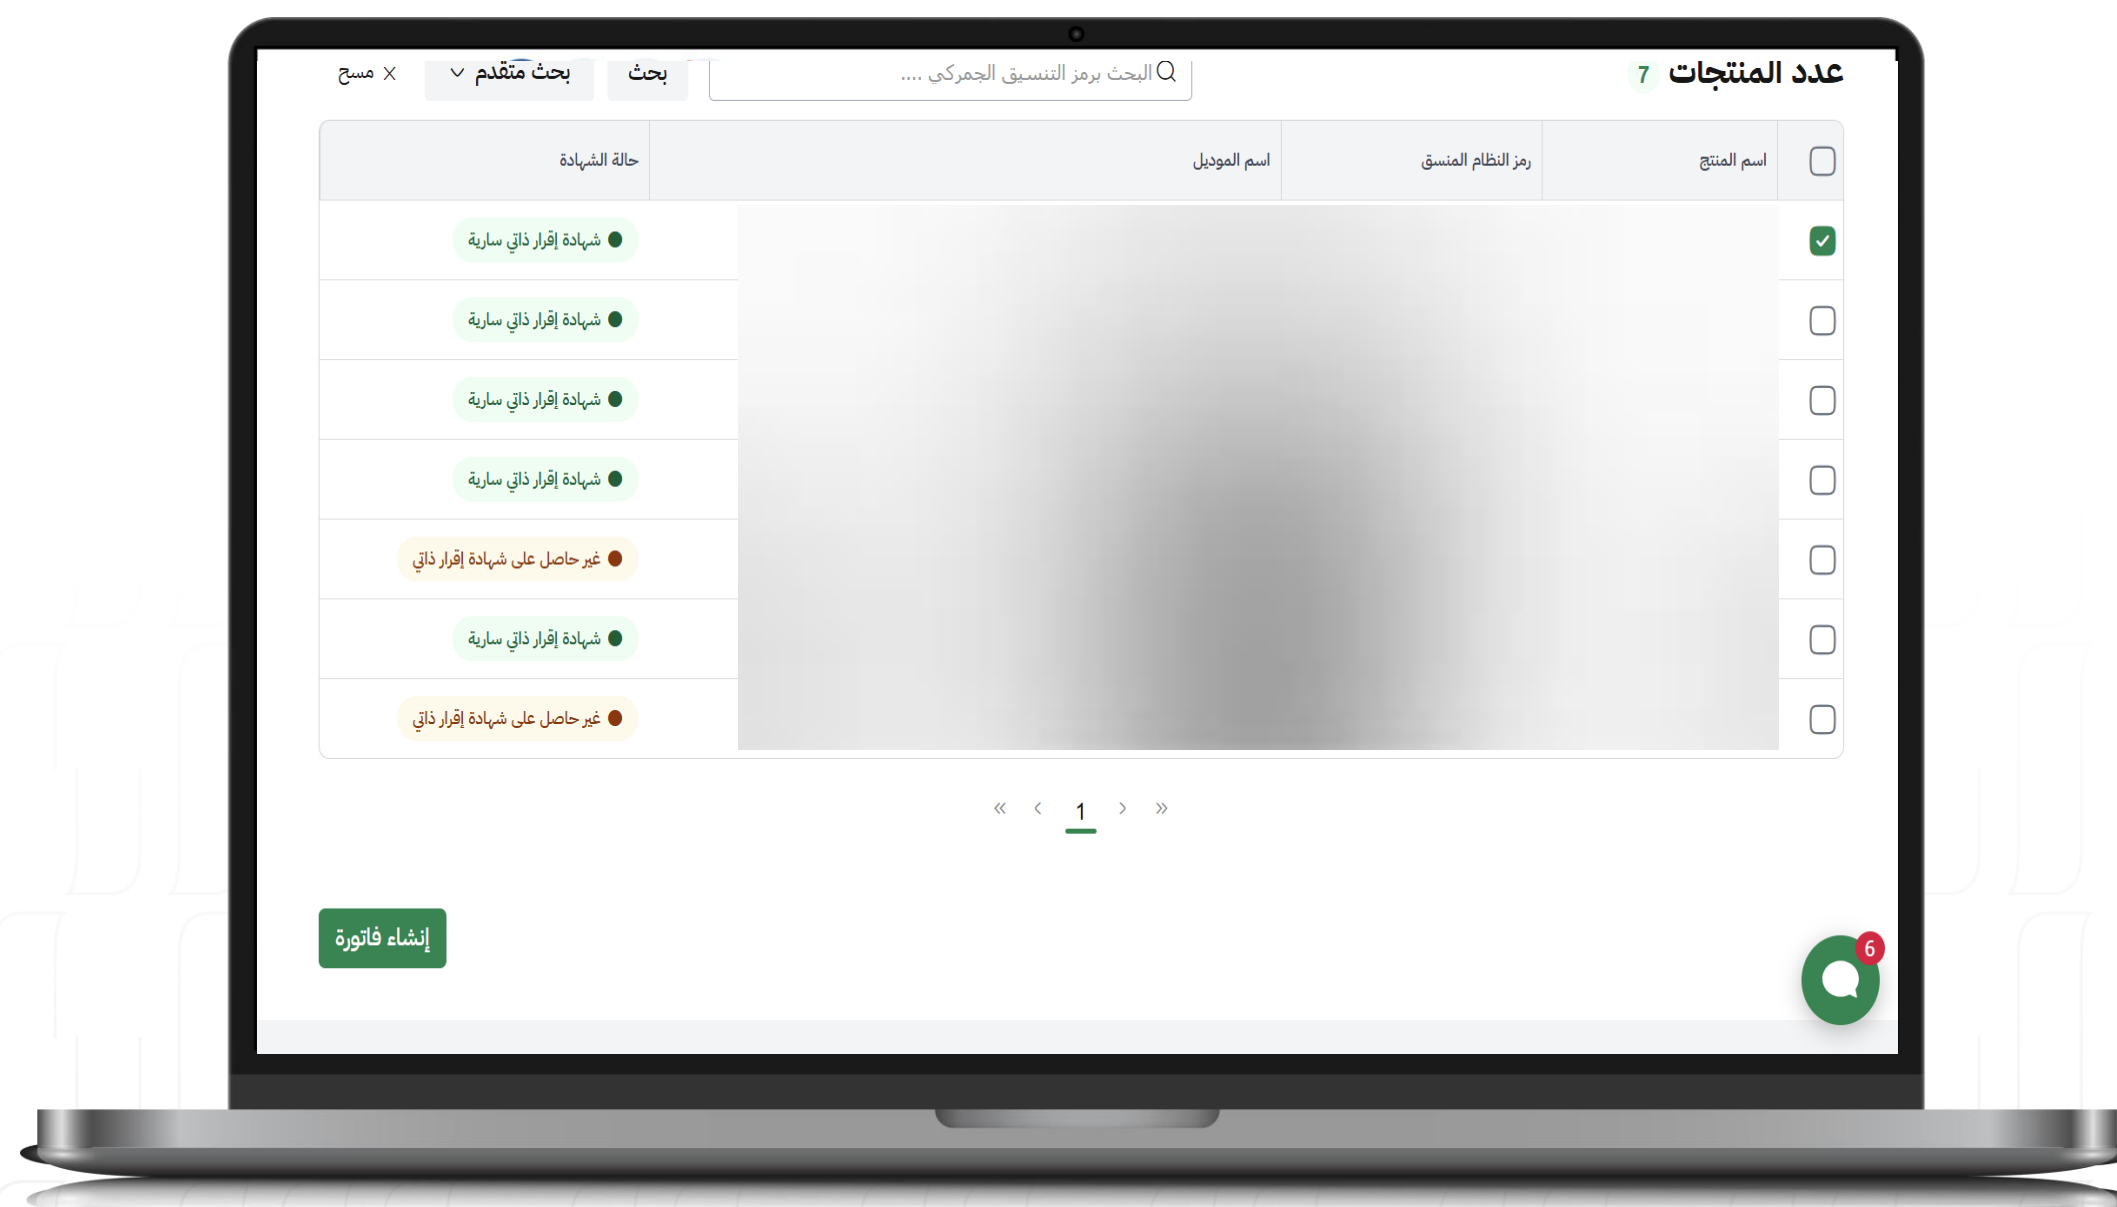 عدد المنتجات 7
البحث برمز التنسيق الجمركي ....
بحث
بحث متقدم
مسح
اسم المنتج
رمز النظام المنسق
اسم الموديل
حالة الشهادة
شهادة إقرار ذاتي سارية
شهادة إقرار ذاتي سارية
شهادة إقرار ذاتي سارية
شهادة إقرار ذاتي سارية
غير حاصل على شهادة إقرار ذاتي
شهادة إقرار ذاتي سارية
غير حاصل على شهادة إقرار ذاتي
« ‹ 1 › »
إنشاء فاتورة
6